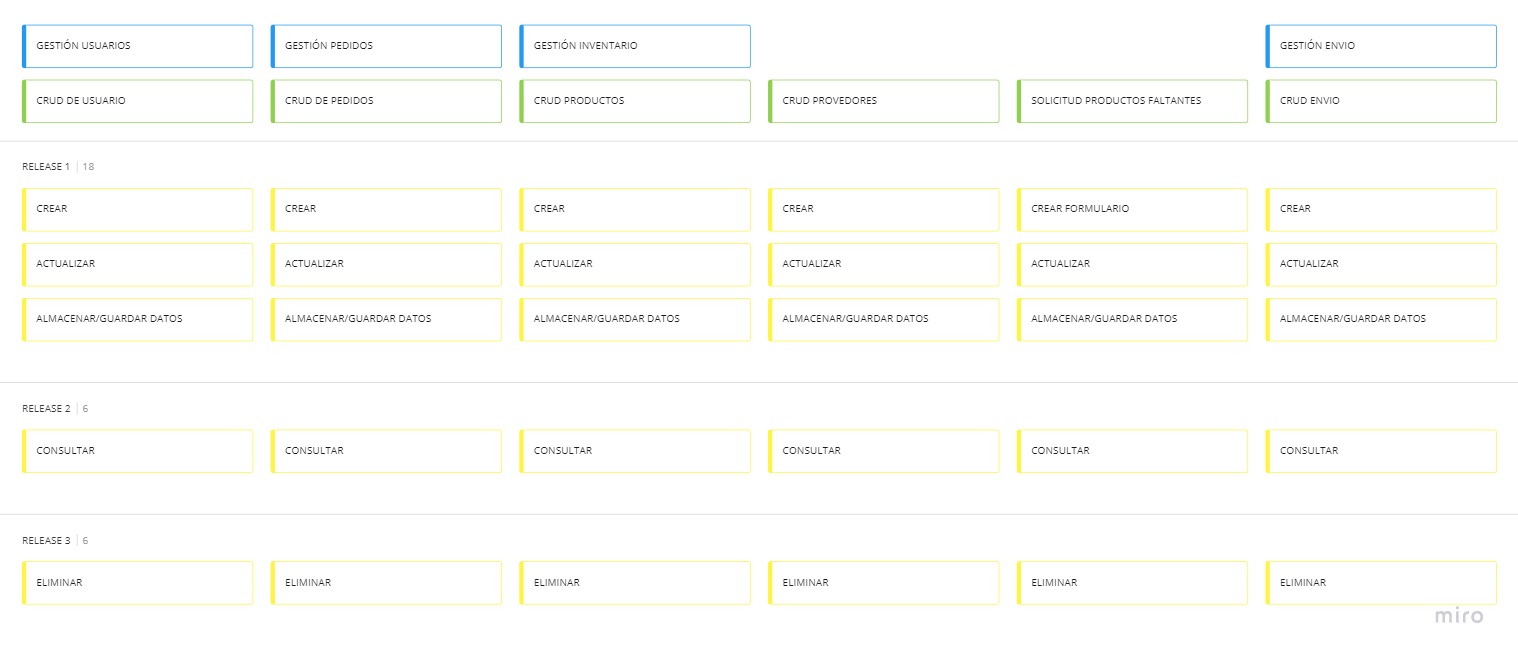 GESTIÓN USUARIOS GESTIÓN PEDIDOS GESTIÓN INVENTARIO GESTIÓN ENVIO
CRUD DE USUARIO CRUD DE PEDIDOS CRUD PRODUCTOS CRUD PROVEDORES SOLICITUD PRODUCTOS FALTANTES CRUD ENVIO
RELEASE 1 | 18
CREAR CREAR CREAR CREAR CREAR FORMULARIO CREAR
ACTUALIZAR ACTUALIZAR ACTUALIZAR ACTUALIZAR ACTUALIZAR ACTUALIZAR
ALMACENAR/GUARDAR DATOS ALMACENAR/GUARDAR DATOS ALMACENAR/GUARDAR DATOS ALMACENAR/GUARDAR DATOS ALMACENAR/GUARDAR DATOS ALMACENAR/GUARDAR DATOS
RELEASE 2 | 6
CONSULTAR CONSULTAR CONSULTAR CONSULTAR CONSULTAR CONSULTAR
RELEASE 3 | 6
ELIMINAR ELIMINAR ELIMINAR ELIMINAR ELIMINAR ELIMINAR
miro